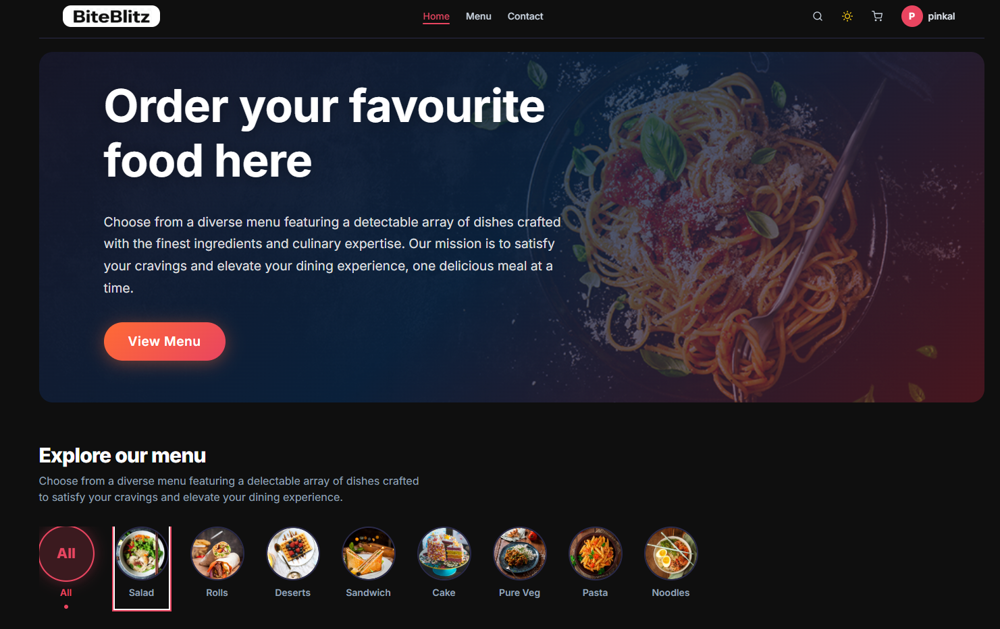 BiteBlitz
Home Menu Contact
P pinkal
Order your favourite
food here
Choose from a diverse menu featuring a detectable array of dishes crafted
with the finest ingredients and culinary expertise. Our mission is to satisfy
your cravings and elevate your dining experience, one delicious meal at a
time.
View Menu
Explore our menu
Choose from a diverse menu featuring a delectable array of dishes crafted
to satisfy your cravings and elevate your dining experience.
All
All Salad Rolls Deserts Sandwich Cake Pure Veg Pasta Noodles